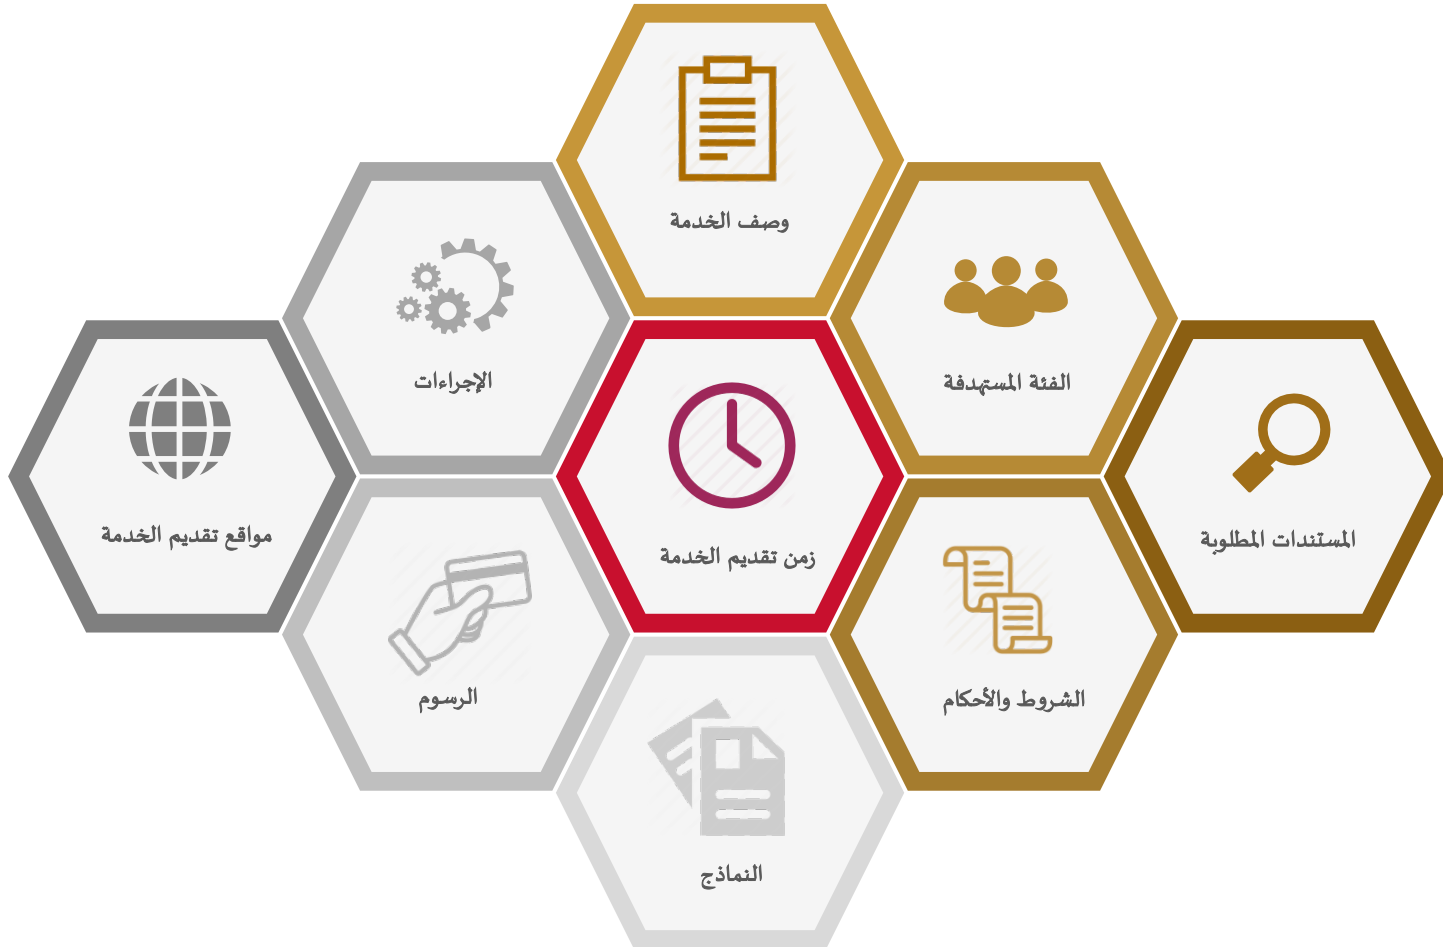 وصف الخدمة
الفئة المستهدفة
الإجراءات
المستندات المطلوبة
زمن تقديم الخدمة
مواقع تقديم الخدمة
الشروط والأحكام
الرسوم
النماذج